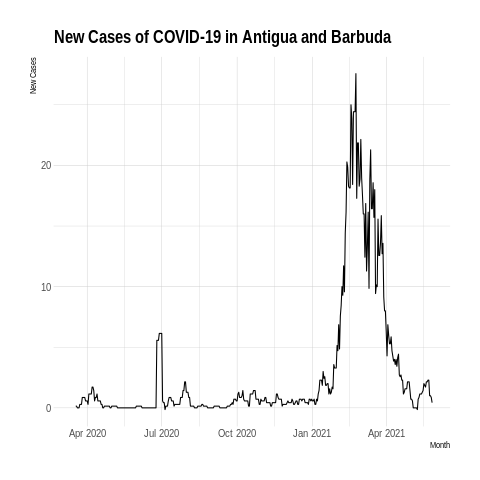 New Cases of COVID-19 in Antigua and Barbuda
New Cases
20
10
0
Apr 2020 Jul 2020 Oct 2020 Jan 2021 Apr 2021
Month